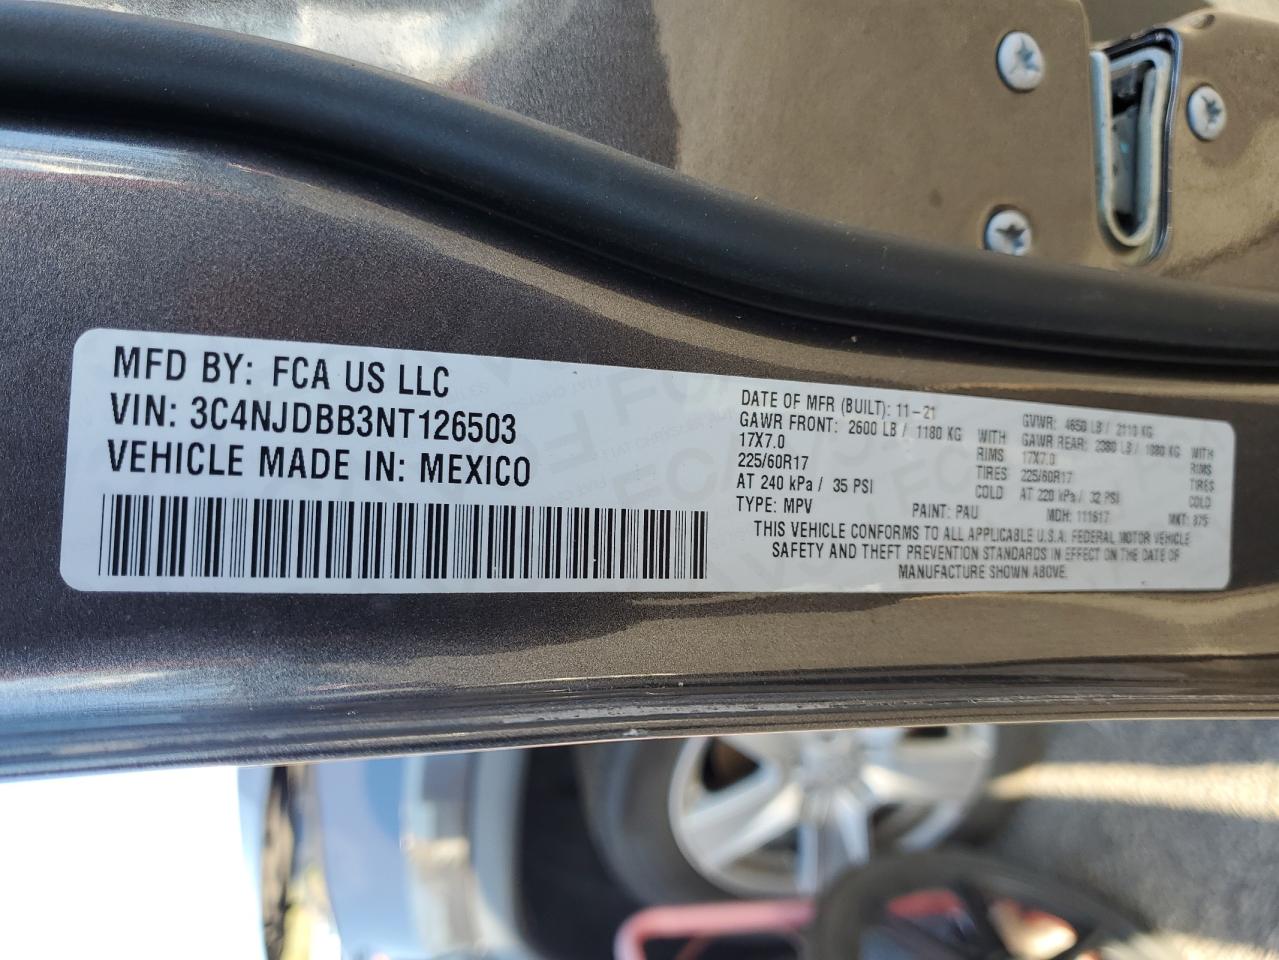 MFD BY: FCA US LLC
VIN: 3C4NJDBB3NT126503
VEHICLE MADE IN: MEXICO
DATE OF MFR (BUILT): 11-21 GVWR: 4650 LB / 2110 KG
GAWR FRONT: 2600 LB / 1180 KG WITH GAWR REAR: 2380 LB / 1080 KG WITH
17X7.0 RIMS 17X7.0 RIMS
225/60R17 TIRES 225/60R17 TIRES
AT 240 kPa / 35 PSI COLD AT 220 kPa / 32 PSI COLD
TYPE: MPV PAINT: PAU MDH: 111617 MKT: 875
THIS VEHICLE CONFORMS TO ALL APPLICABLE U.S.A. FEDERAL MOTOR VEHICLE
SAFETY AND THEFT PREVENTION STANDARDS IN EFFECT ON THE DATE OF
MANUFACTURE SHOWN ABOVE.